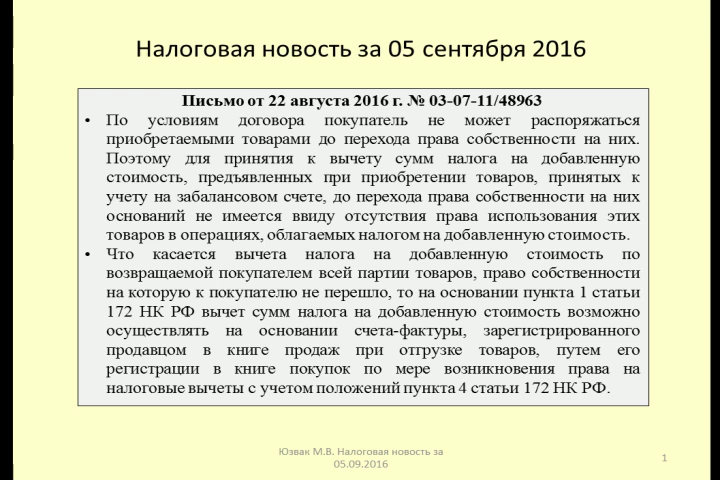 Налоговая новость за 05 сентября 2016
Письмо от 22 августа 2016 г. № 03-07-11/48963
• По условиям договора покупатель не может распоряжаться
приобретаемыми товарами до перехода права собственности на них.
Поэтому для принятия к вычету сумм налога на добавленную
стоимость, предъявленных при приобретении товаров, принятых к
учету на забалансовом счете, до перехода права собственности на них
оснований не имеется ввиду отсутствия права использования этих
товаров в операциях, облагаемых налогом на добавленную стоимость.
• Что касается вычета налога на добавленную стоимость по
возвращаемой покупателем всей партии товаров, право собственности
на которую к покупателю не перешло, то на основании пункта 1 статьи
172 НК РФ вычет сумм налога на добавленную стоимость возможно
осуществлять на основании счета-фактуры, зарегистрированного
продавцом в книге продаж при отгрузке товаров, путем его
регистрации в книге покупок по мере возникновения права на
налоговые вычеты с учетом положений пункта 4 статьи 172 НК РФ.
Юзвак М.В. Налоговая новость за
05.09.2016
1